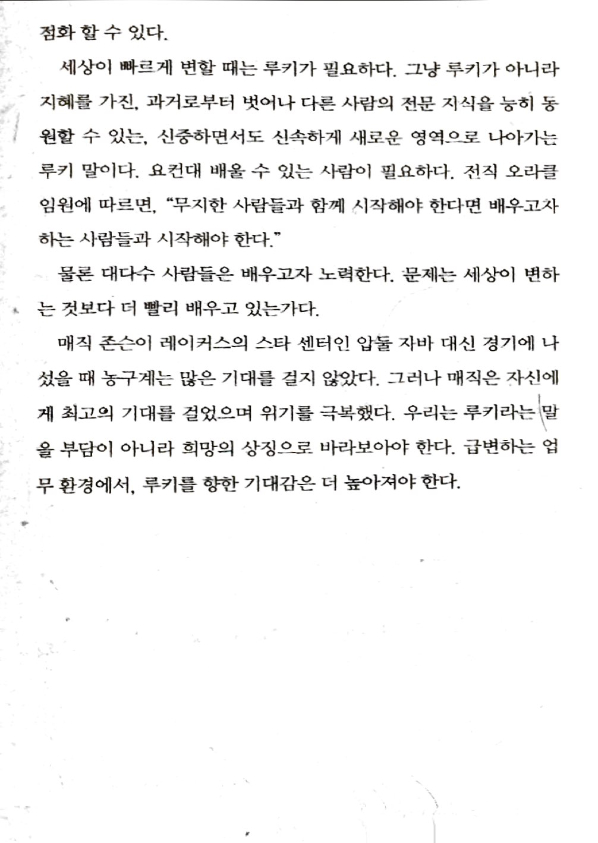 점화 할 수 있다.
세상이 빠르게 변할 때는 루키가 필요하다. 그냥 루키가 아니라
지혜를 가진, 과거로부터 벗어나 다른 사람의 전문 지식을 능히 동
원할 수 있는, 신중하면서도 신속하게 새로운 영역으로 나아가는
루키 말이다. 요컨대 배울 수 있는 사람이 필요하다. 전직 오라클
임원에 따르면, “무지한 사람들과 함께 시작해야 한다면 배우고자
하는 사람들과 시작해야 한다.”
물론 대다수 사람들은 배우고자 노력한다. 문제는 세상이 변하
는 것보다 더 빨리 배우고 있는가다.
매직 존슨이 레이커스의 스타 센터인 압둘 자바 대신 경기에 나
섰을 때 농구계는 많은 기대를 걸지 않았다. 그러나 매직은 자신에
게 최고의 기대를 걸었으며 위기를 극복했다. 우리는 루키라는 말
을 부담이 아니라 희망의 상징으로 바라보아야 한다. 급변하는 업
무 환경에서, 루키를 향한 기대감은 더 높아져야 한다.